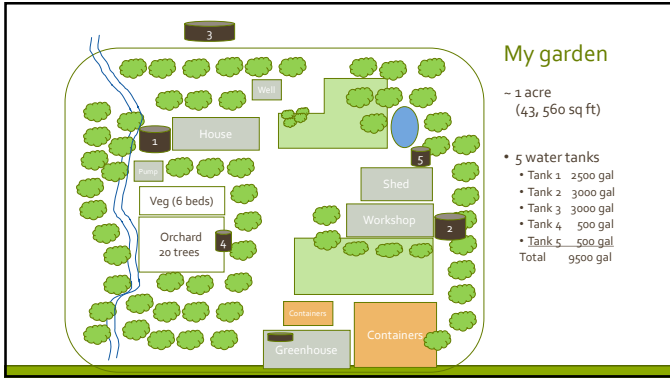 My garden
~ 1 acre
(43, 560 sq ft)
• 5 water tanks
• Tank 1 2500 gal
• Tank 2 3000 gal
• Tank 3 3000 gal
• Tank 4 500 gal
• Tank 5 500 gal
Total 9500 gal
3
Well
House
1
5
Pump
Shed
Veg (6 beds)
Workshop
2
Orchard
20 trees
4
Containers
Containers
Greenhouse